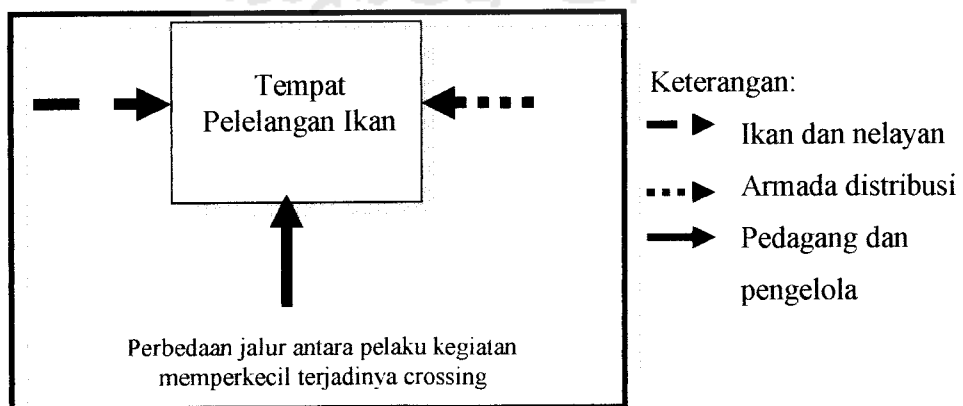 Tempat
Pelelangan Ikan
Perbedaan jalur antara pelaku kegiatan
memperkecil terjadinya crossing
Keterangan:
Ikan dan nelayan
Armada distribusi
Pedagang dan
pengelola